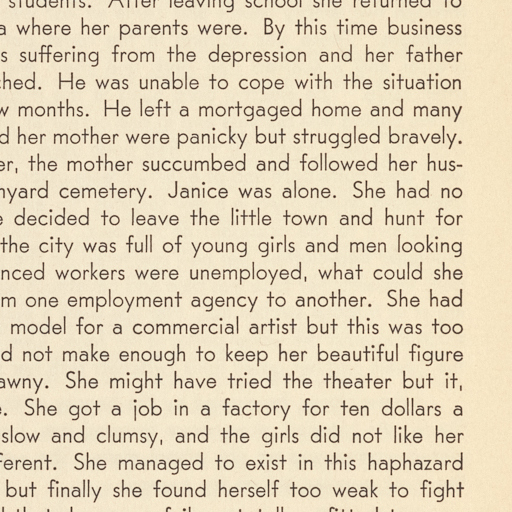 students. After leaving school she returned to
where her parents were. By this time business
suffering from the depression and her father
He was unable to cope with the situation
months. He left a mortgaged home and many
her mother were panicky but struggled bravely.
the mother succumbed and followed her hus-
cemetery. Janice was alone. She had no
decided to leave the little town and hunt for
the city was full of young girls and men looking
workers were unemployed, what could she
one employment agency to another. She had
model for a commercial artist but this was too
not make enough to keep her beautiful figure
She might have tried the theater but it,
She got a job in a factory for ten dollars a
slow and clumsy, and the girls did not like her
She managed to exist in this haphazard
but finally she found herself too weak to fight